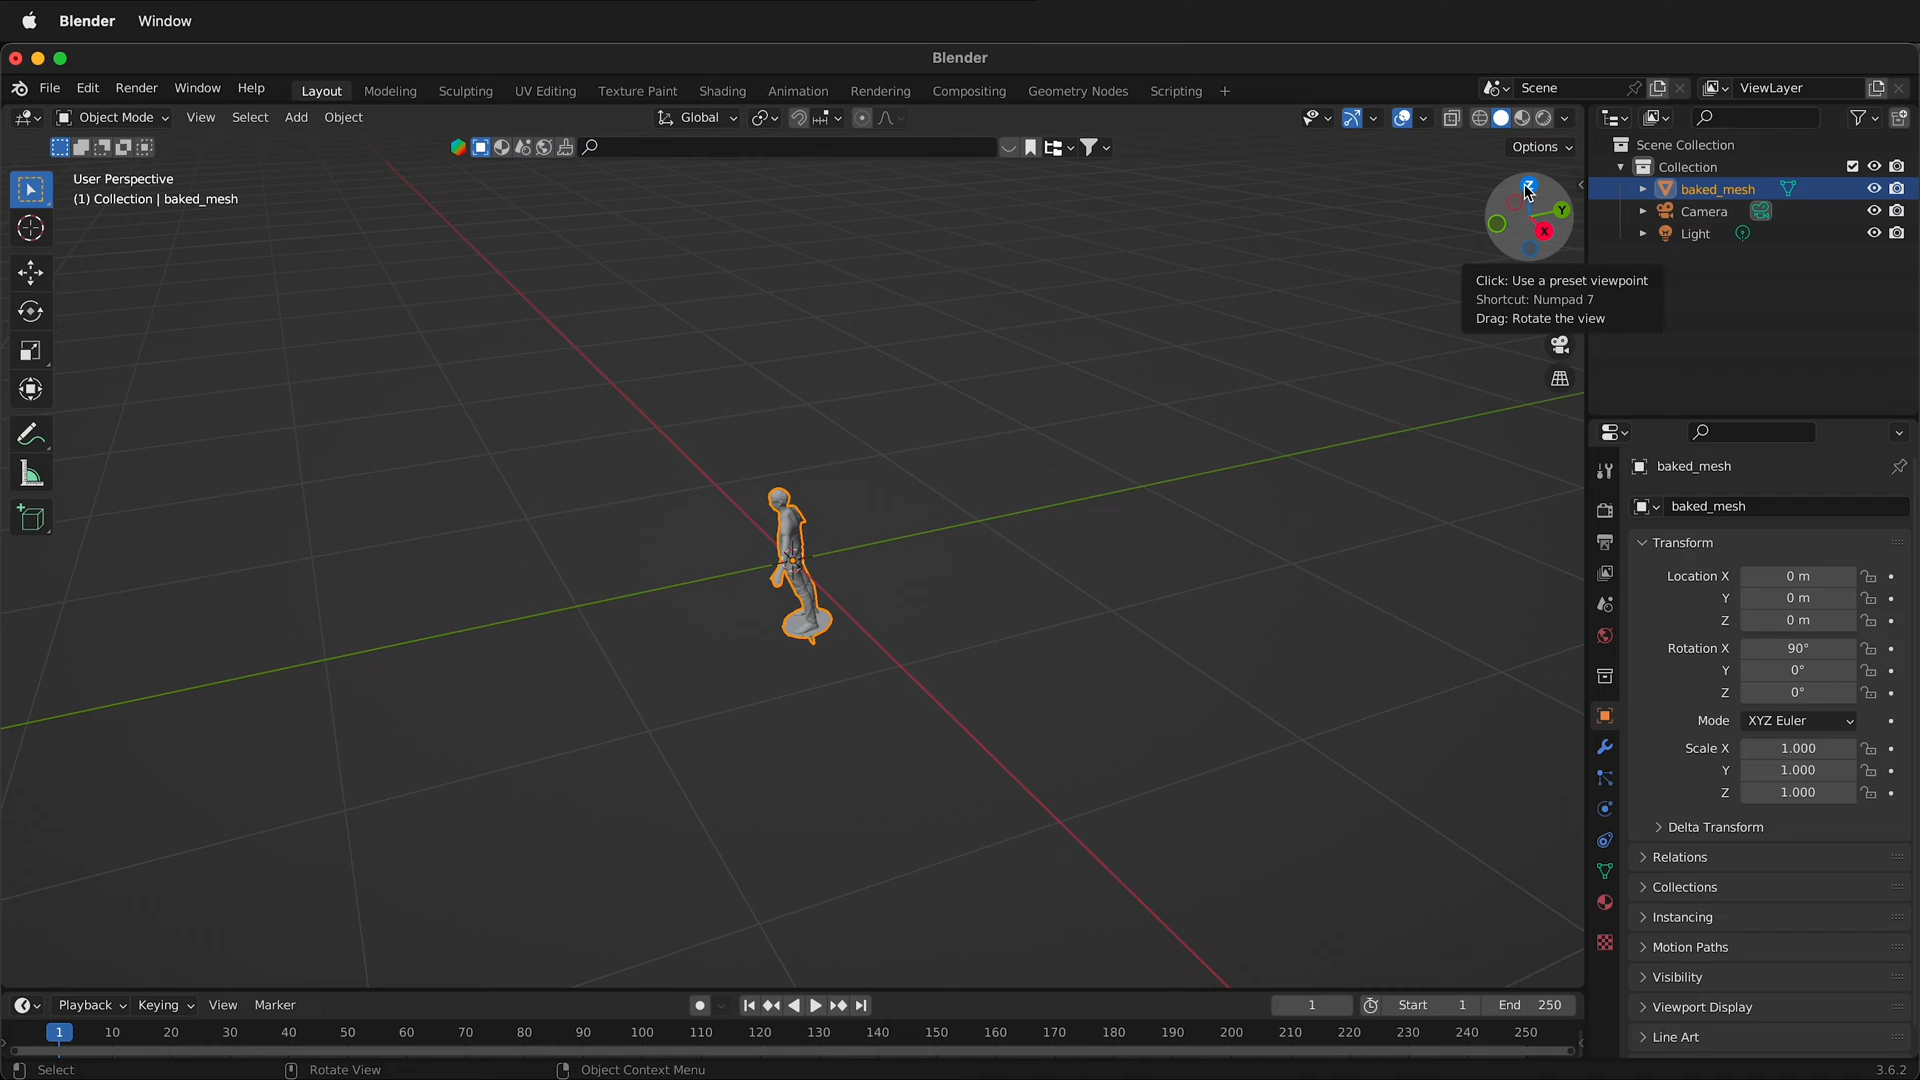 Blender Window
Blender
File Edit Render Window Help Layout Modeling Sculpting UV Editing Texture Paint Shading Animation Rendering Compositing Geometry Nodes Scripting + Scene ViewLayer
Object Mode View Select Add Object Global
Options
User Perspective
(1) Collection | baked_mesh
Z
Y
X
Click: Use a preset viewpoint
Shortcut: Numpad 7
Drag: Rotate the view
Scene Collection
Collection
baked_mesh
Camera
Light
baked_mesh
baked_mesh
Transform
Location X 0 m
Y 0 m
Z 0 m
Rotation X 90°
Y 0°
Z 0°
Mode XYZ Euler
Scale X 1.000
Y 1.000
Z 1.000
Delta Transform
Relations
Collections
Instancing
Motion Paths
Visibility
Viewport Display
Line Art
Playback Keying View Marker 1 Start 1 End 250
1 10 20 30 40 50 60 70 80 90 100 110 120 130 140 150 160 170 180 190 200 210 220 230 240 250
Select Rotate View Object Context Menu 3.6.2